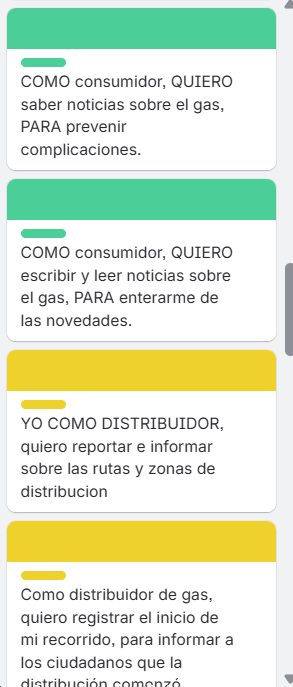 COMO consumidor, QUIERO
saber noticias sobre el gas,
PARA prevenir
complicaciones.
COMO consumidor, QUIERO
escribir y leer noticias sobre
el gas, PARA enterarme de
las novedades.
YO COMO DISTRIBUIDOR,
quiero reportar e informar
sobre las rutas y zonas de
distribucion
Como distribuidor de gas,
quiero registrar el inicio de
mi recorrido, para informar a
los ciudadanos que la
distribución comenzó